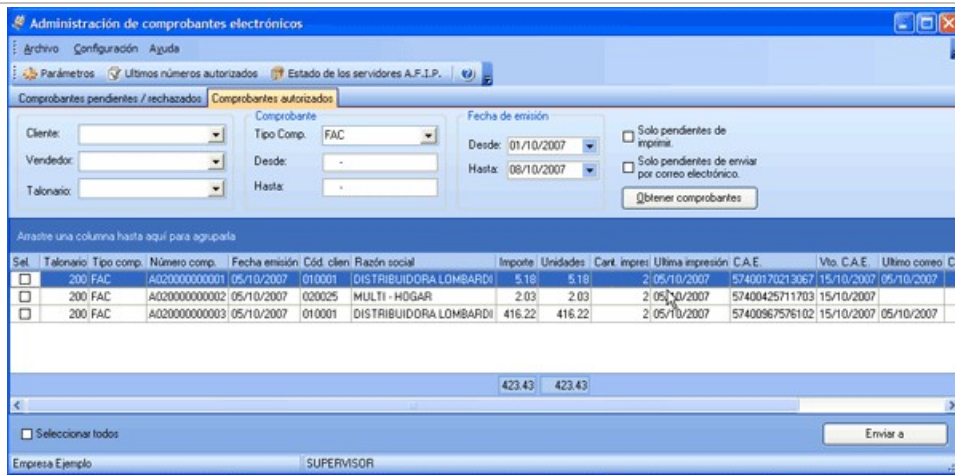 Administración de comprobantes electrónicos
Archivo Configuración Ayuda
Parámetros Ultimos números autorizados Estado de los servidores A.F.I.P.
Comprobantes pendientes / rechazados Comprobantes autorizados
Comprobante Fecha de emisión
Cliente: Tipo Comp. FAC Desde: 01/10/2007 Solo pendientes de imprimir.
Vendedor: Desde: - Hasta: 08/10/2007 Solo pendientes de enviar por correo electrónico.
Talonario: Hasta: - Obtener comprobantes
Arrastre una columna hasta aquí para agruparla
Sel. Talonario Tipo comp. Número comp. Fecha emisión Cód. clien Razón social Importe Unidades Cant. impres Ultima impresión C.A.E. Vto. C.A.E. Ultimo correo C
200 FAC A020000000001 05/10/2007 010001 DISTRIBUIDORA LOMBARDI 5.18 5.18 2 05/10/2007 57400170213067 15/10/2007 05/10/2007
200 FAC A020000000002 05/10/2007 020025 MULTI - HOGAR 2.03 2.03 2 05/10/2007 57400425711703 15/10/2007
200 FAC A020000000003 05/10/2007 010001 DISTRIBUIDORA LOMBARDI 416.22 416.22 2 05/10/2007 57400967576102 15/10/2007 05/10/2007
423.43 423.43
Seleccionar todos Enviar a
Empresa Ejemplo SUPERVISOR